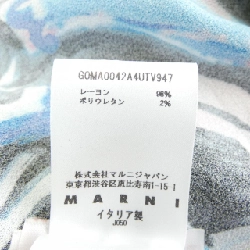 GOMA0042A4UTV947
レーヨン 98%
ポリウレタン 2%
株式会社マルニジャパン
東京都渋谷区恵比寿南1-15-1
MARNI
イタリア製
J050